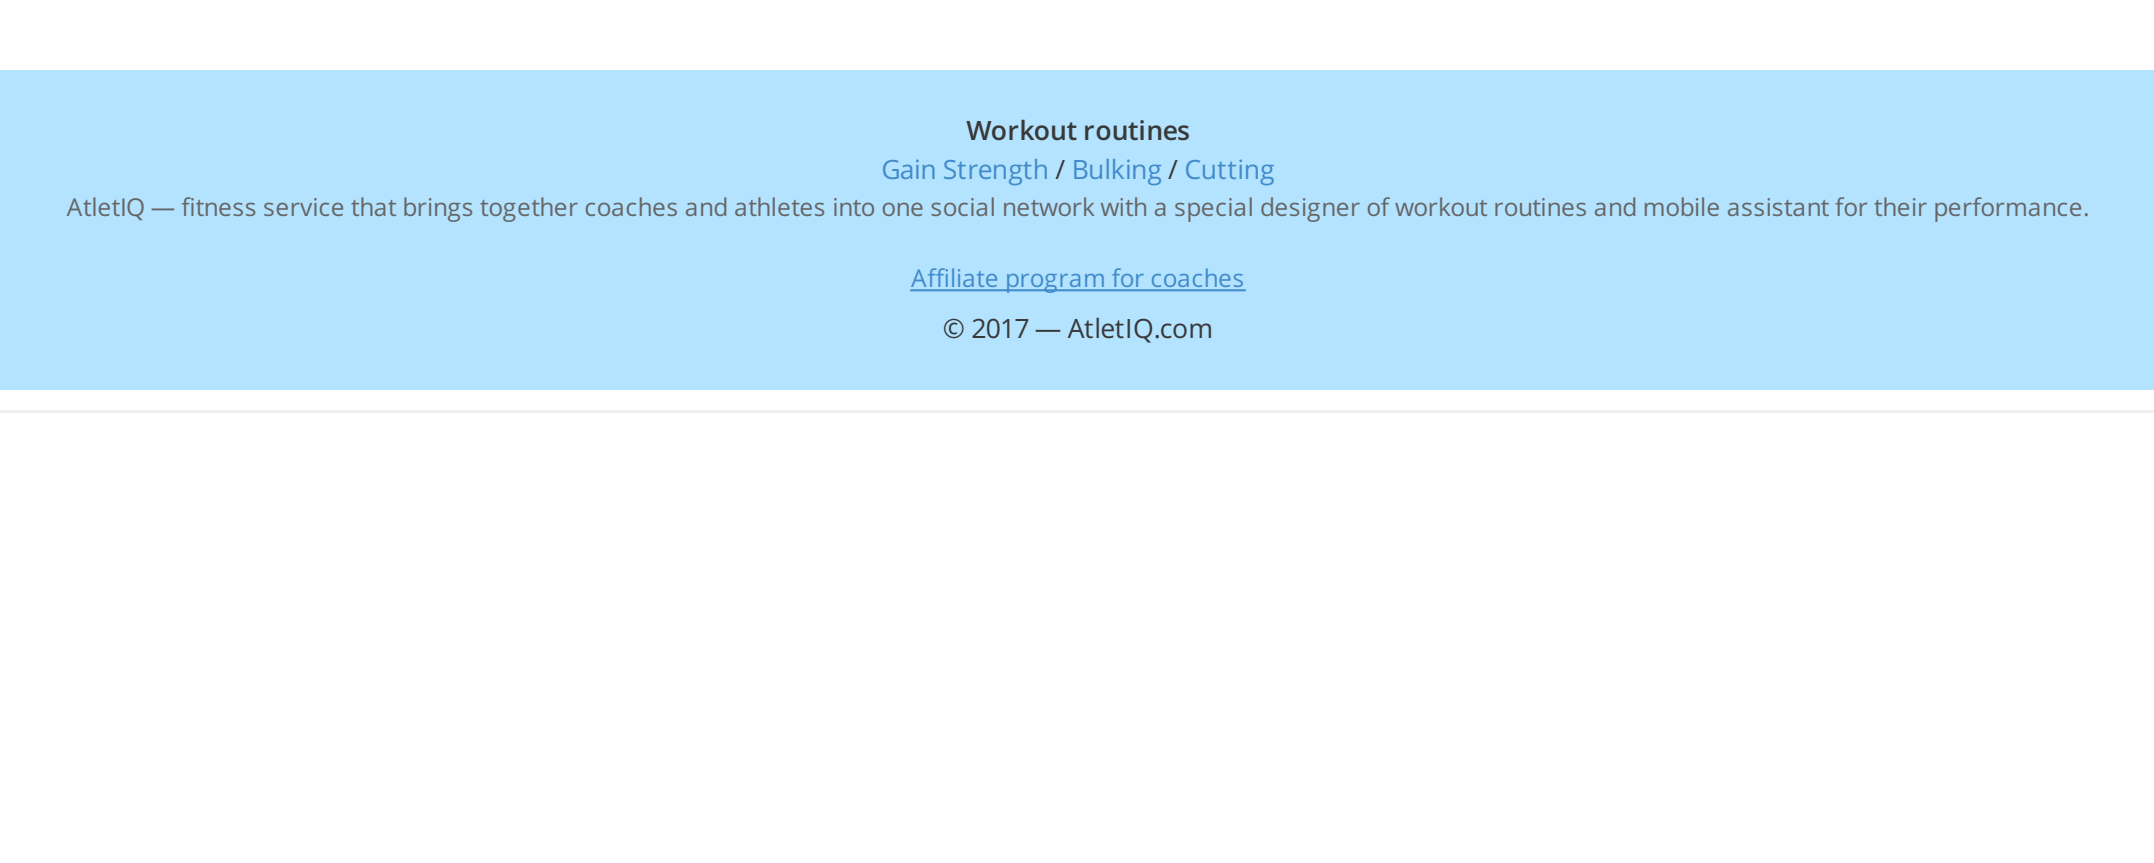 Workout routines
Gain Strength / Bulking / Cutting
AtletIQ — fitness service that brings together coaches and athletes into one social network with a special designer of workout routines and mobile assistant for their performance.
Affiliate program for coaches
© 2017 — AtletIQ.com